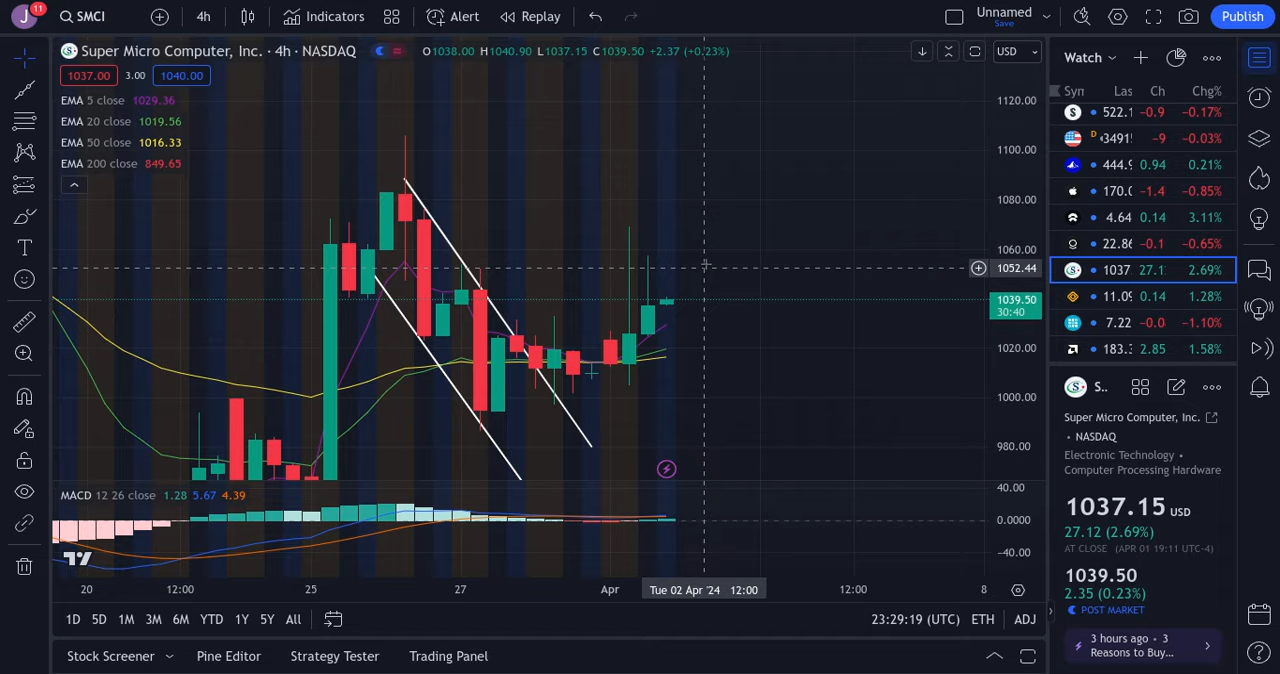 J 11 SMCI 4h Indicators Alert Replay Unnamed Save Publish
Super Micro Computer, Inc. · 4h · NASDAQ O1038.00 H1040.90 L1037.15 C1039.50 +2.37 (+0.23%) USD
1037.00 3.00 1040.00
EMA 5 close 1029.36
EMA 20 close 1019.56
EMA 50 close 1016.33
EMA 200 close 849.65
1120.00
1100.00
1080.00
1060.00
1052.44
1039.50
30:40
1020.00
1000.00
980.00
MACD 12 26 close 1.28 5.67 4.39
40.00
0.0000
−40.00
20 12:00 25 27 Apr Tue 02 Apr '24 12:00 12:00 8
1D 5D 1M 3M 6M YTD 1Y 5Y All 23:29:19 (UTC) ETH ADJ
Stock Screener Pine Editor Strategy Tester Trading Panel
Watch
Syn Las Ch Chg%
522.1 −0.9 −0.17%
D 3491! −9 −0.03%
444.9 0.94 0.21%
170.0 −1.4 −0.85%
4.64 0.14 3.11%
22.86 −0.1 −0.65%
1037 27.1 2.69%
11.09 0.14 1.28%
7.22 −0.0 −1.10%
183.3 2.85 1.58%
S..
Super Micro Computer, Inc.
• NASDAQ
Electronic Technology •
Computer Processing Hardware
1037.15 USD
27.12 (2.69%)
AT CLOSE (APR 01 19:11 UTC-4)
1039.50
2.35 (0.23%)
POST MARKET
3 hours ago • 3
Reasons to Buy...